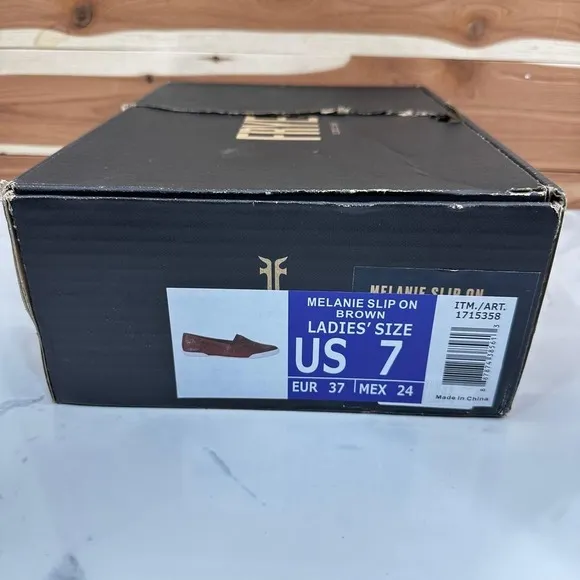 FRYE
MELANIE SLIP ON
MELANIE SLIP ON
BROWN
LADIES' SIZE
US 7
EUR 37 MEX 24
ITM./ART.
1715358
Made in China